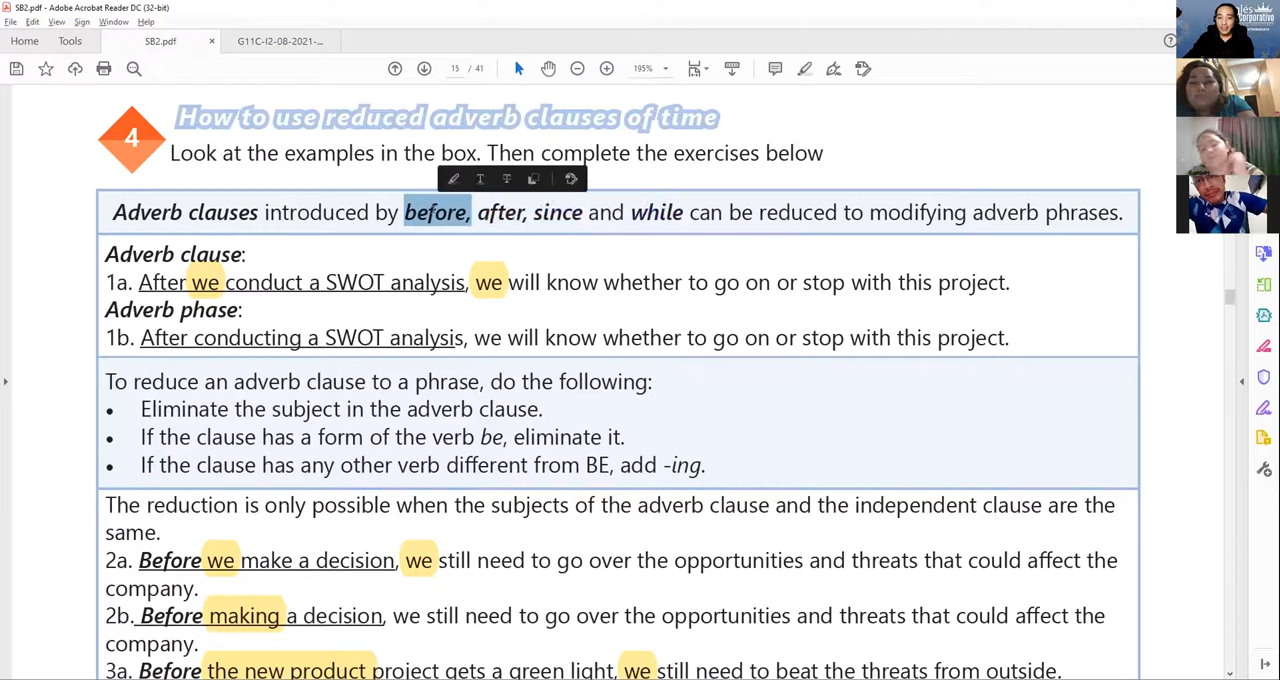 SB2.pdf - Adobe Acrobat Reader DC (32-bit)
File Edit View Sign Window Help
Home Tools SB2.pdf × G11C-I2-08-2021-...
15 / 41 195%
4
How to use reduced adverb clauses of time
Look at the examples in the box. Then complete the exercises below
Adverb clauses introduced by before, after, since and while can be reduced to modifying adverb phrases.
Adverb clause:
1a. After we conduct a SWOT analysis, we will know whether to go on or stop with this project.
Adverb phase:
1b. After conducting a SWOT analysis, we will know whether to go on or stop with this project.
To reduce an adverb clause to a phrase, do the following:
• Eliminate the subject in the adverb clause.
• If the clause has a form of the verb be, eliminate it.
• If the clause has any other verb different from BE, add -ing.
The reduction is only possible when the subjects of the adverb clause and the independent clause are the
same.
2a. Before we make a decision, we still need to go over the opportunities and threats that could affect the
company.
2b. Before making a decision, we still need to go over the opportunities and threats that could affect the
company.
3a. Before the new product project gets a green light, we still need to beat the threats from outside.